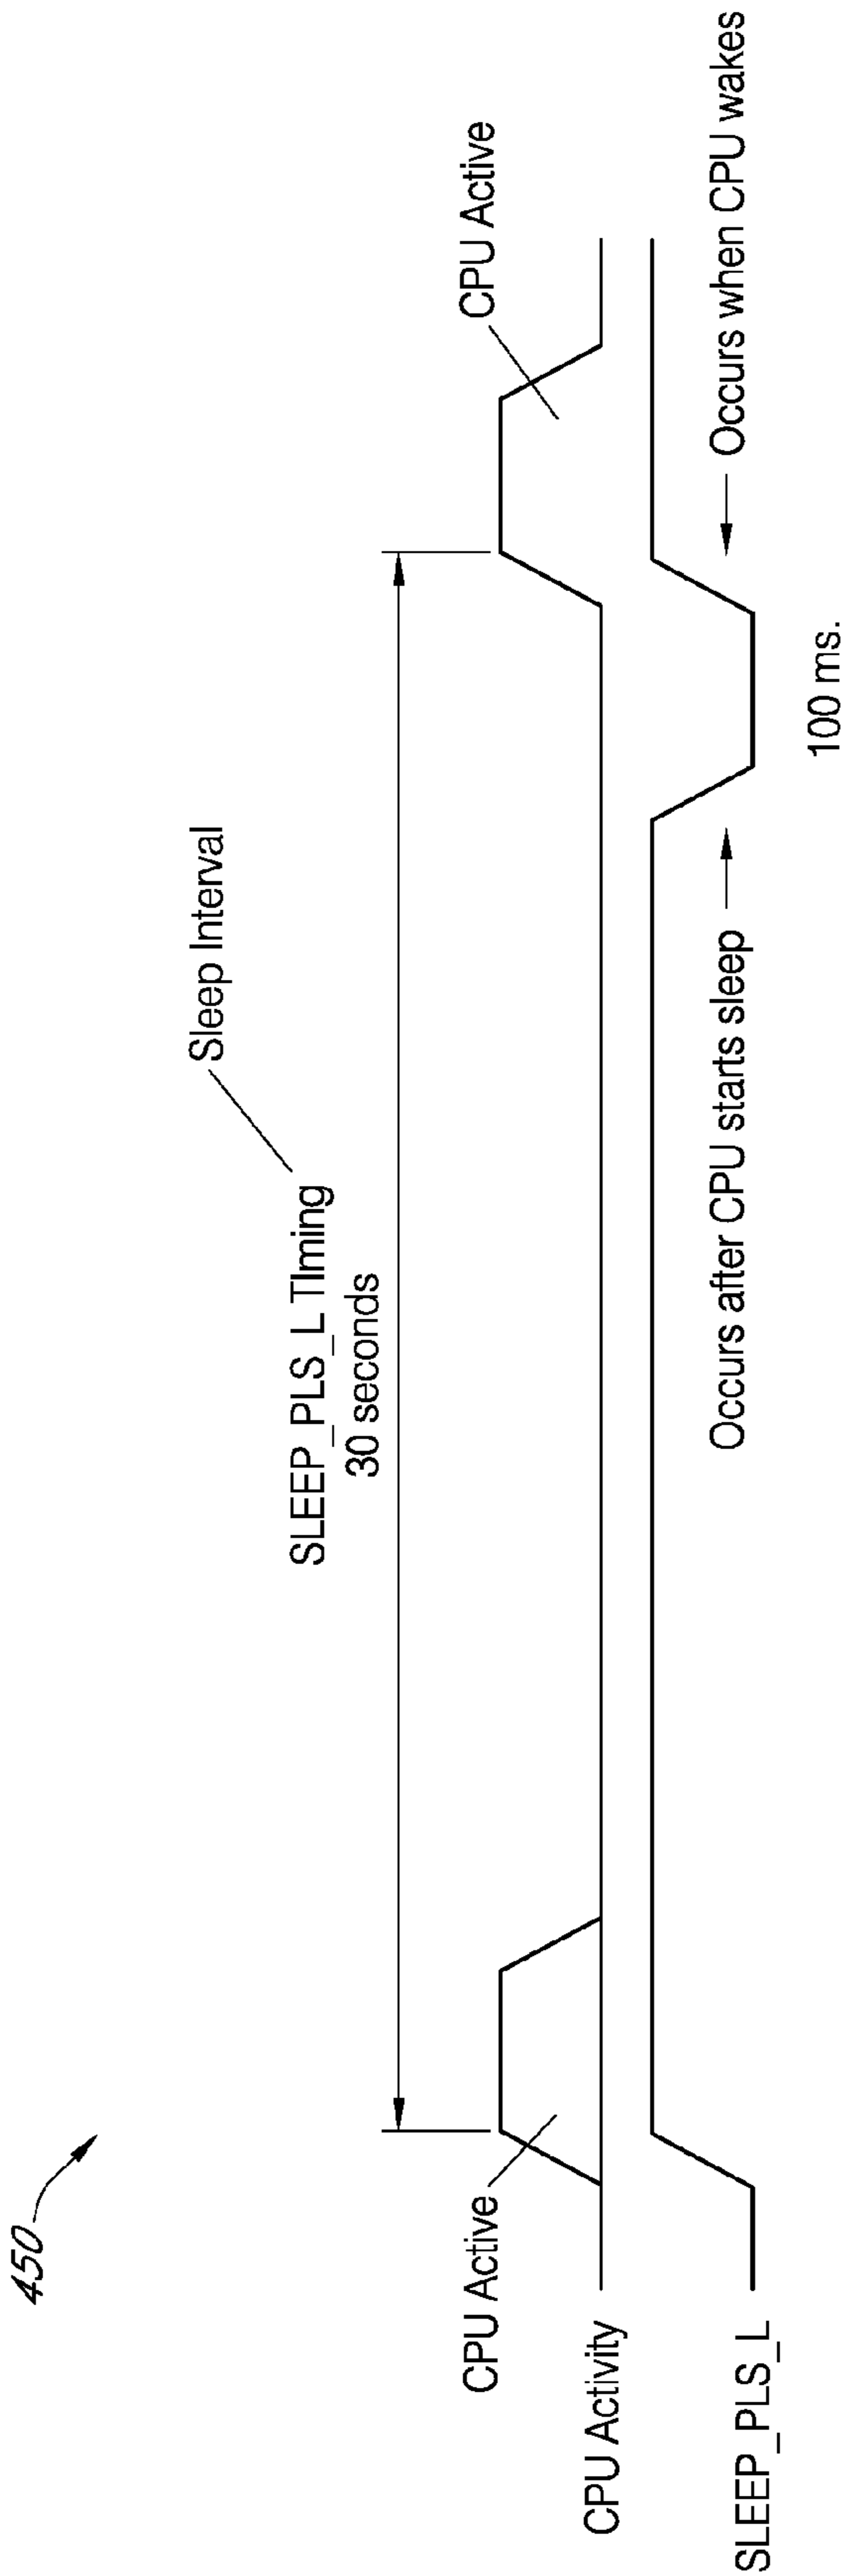 450
Sleep Interval
SLEEP_PLS_L TIming
30 seconds
CPU Active
CPU Active
CPU Activity
SLEEP_PLS_L
Occurs after CPU starts sleep
Occurs when CPU wakes
100 ms.